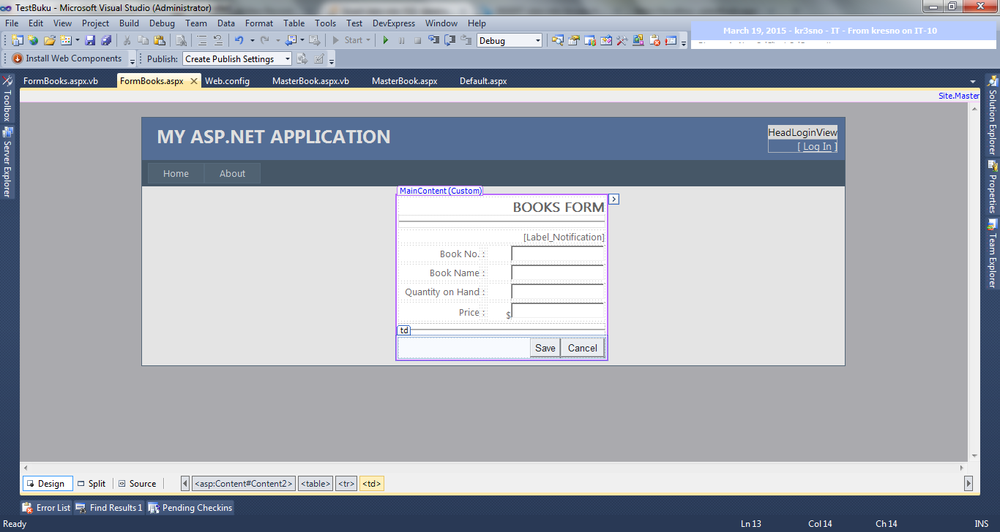 TestBuku - Microsoft Visual Studio (Administrator)
File Edit View Project Build Debug Team Data Format Table Tools Test DevExpress Window Help
March 19, 2015 - kr3sno - IT - From kresno on IT-10
Start Debug
Install Web Components Publish: Create Publish Settings
FormBooks.aspx.vb FormBooks.aspx Web.config MasterBook.aspx.vb MasterBook.aspx Default.aspx
Site.Master
Toolbox
Server Explorer
Solution Explorer
Properties
Team Explorer
MY ASP.NET APPLICATION
HeadLoginView
[ Log In ]
Home About
MainContent (Custom)
BOOKS FORM
[Label_Notification]
Book No. :
Book Name :
Quantity on Hand :
Price : $
td
Save Cancel
Design Split Source <asp:Content#Content2> <table> <tr> <td>
Error List Find Results 1 Pending Checkins
Ready Ln 13 Col 14 Ch 14 INS